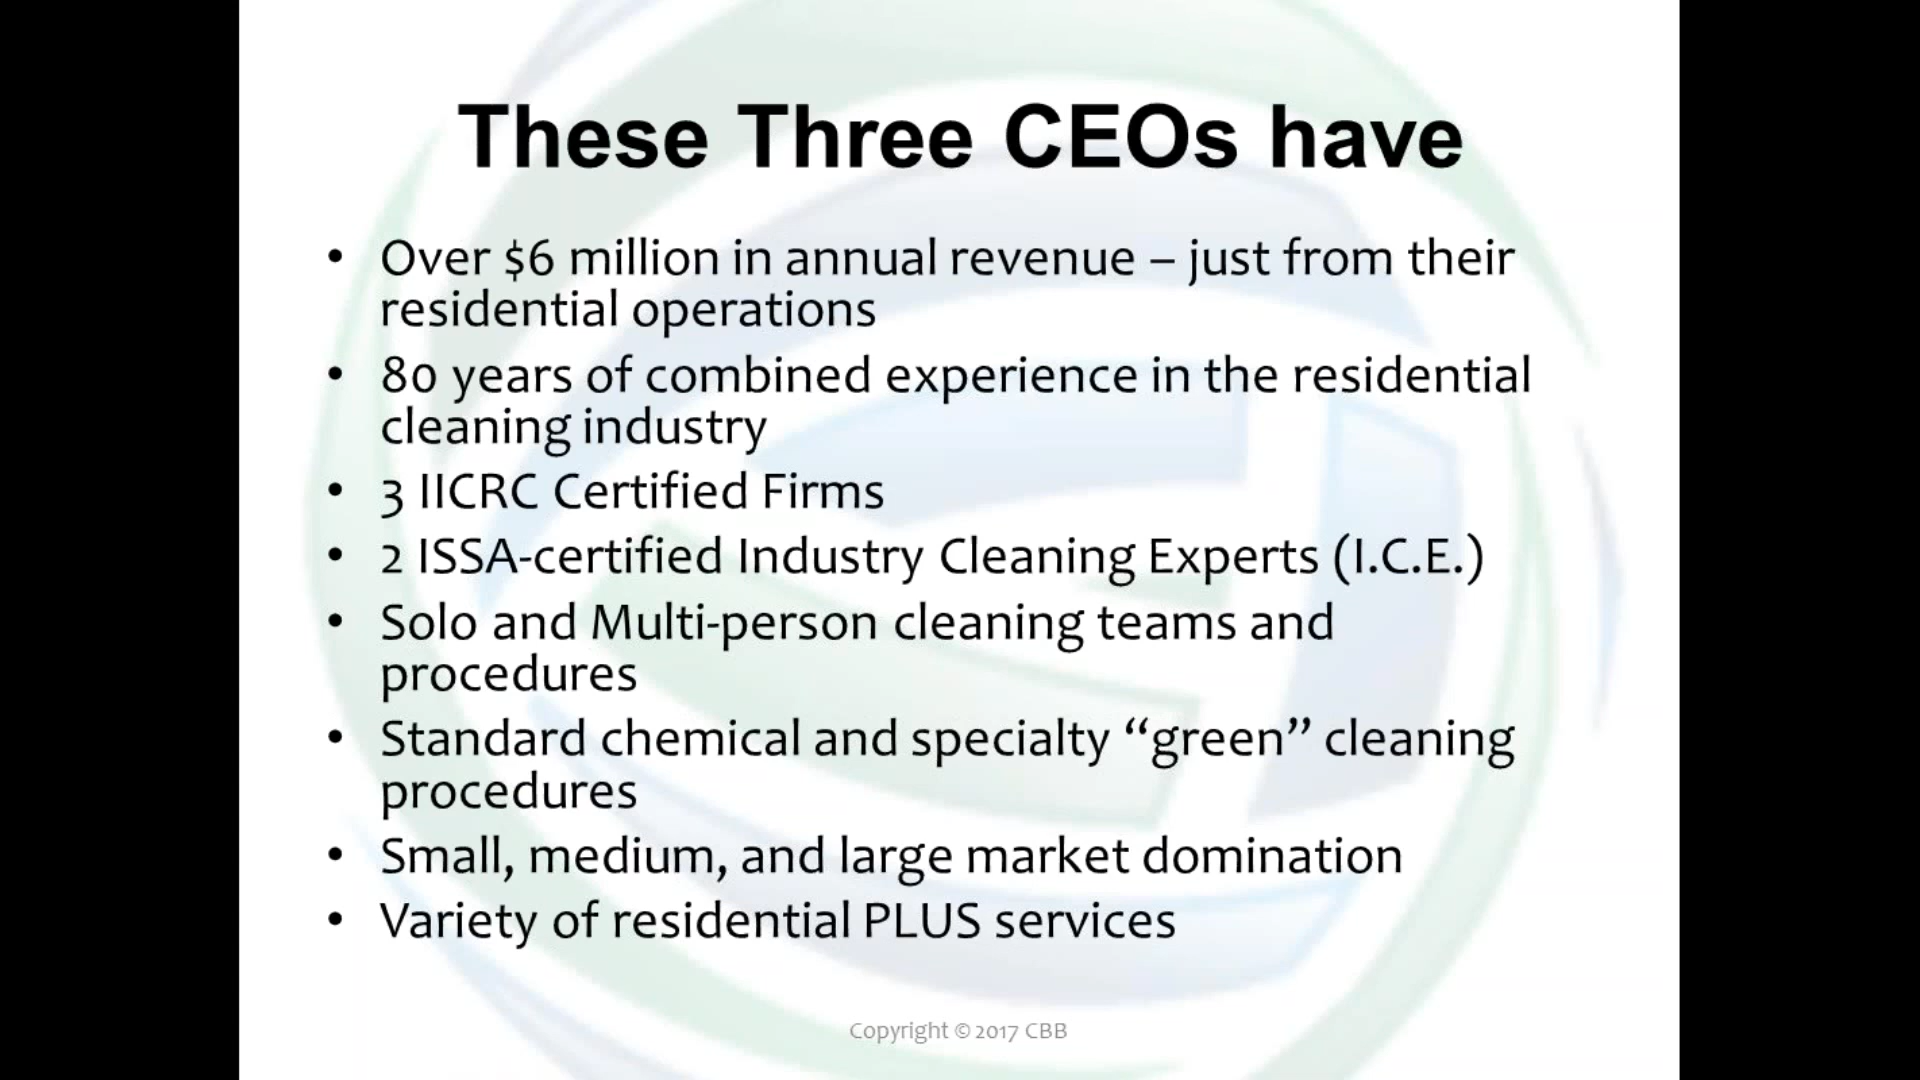 These Three CEOs have
• Over $6 million in annual revenue – just from their
residential operations
• 80 years of combined experience in the residential
cleaning industry
• 3 IICRC Certified Firms
• 2 ISSA-certified Industry Cleaning Experts (I.C.E.)
• Solo and Multi-person cleaning teams and
procedures
• Standard chemical and specialty “green” cleaning
procedures
• Small, medium, and large market domination
• Variety of residential PLUS services
Copyright © 2017 CBB